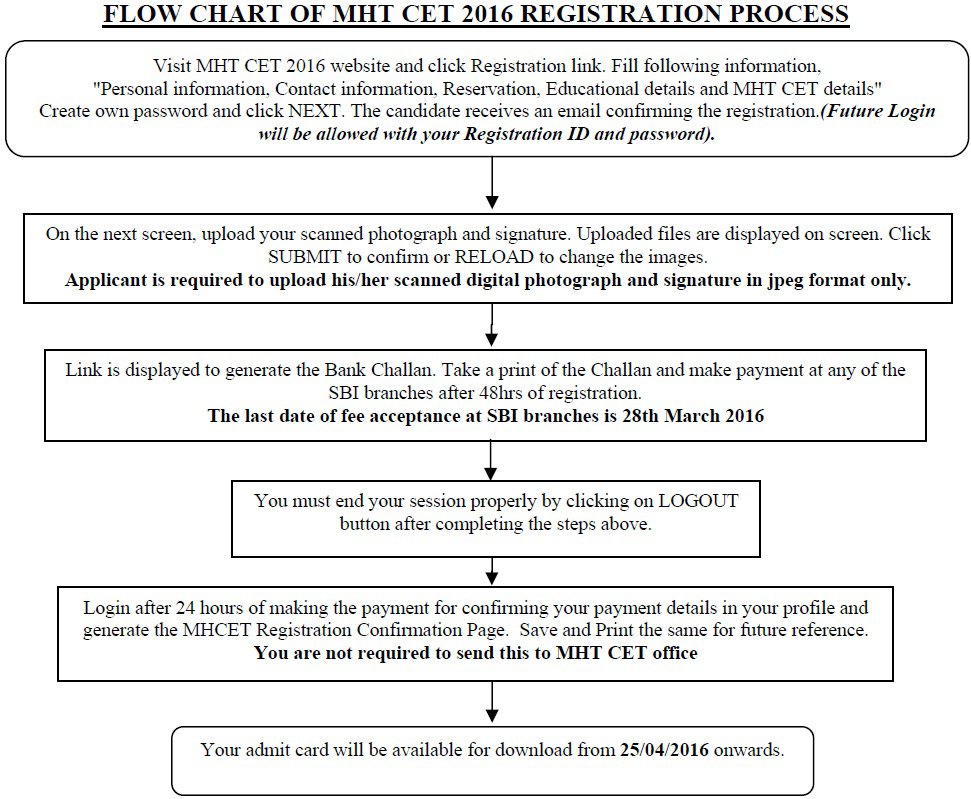 FLOW CHART OF MHT CET 2016 REGISTRATION PROCESS
Visit MHT CET 2016 website and click Registration link. Fill following information,
"Personal information, Contact information, Reservation, Educational details and MHT CET details"
Create own password and click NEXT. The candidate receives an email confirming the registration.(Future Login
will be allowed with your Registration ID and password).
On the next screen, upload your scanned photograph and signature. Uploaded files are displayed on screen. Click
SUBMIT to confirm or RELOAD to change the images.
Applicant is required to upload his/her scanned digital photograph and signature in jpeg format only.
Link is displayed to generate the Bank Challan. Take a print of the Challan and make payment at any of the
SBI branches after 48hrs of registration.
The last date of fee acceptance at SBI branches is 28th March 2016
You must end your session properly by clicking on LOGOUT
button after completing the steps above.
Login after 24 hours of making the payment for confirming your payment details in your profile and
generate the MHCET Registration Confirmation Page. Save and Print the same for future reference.
You are not required to send this to MHT CET office
Your admit card will be available for download from 25/04/2016 onwards.